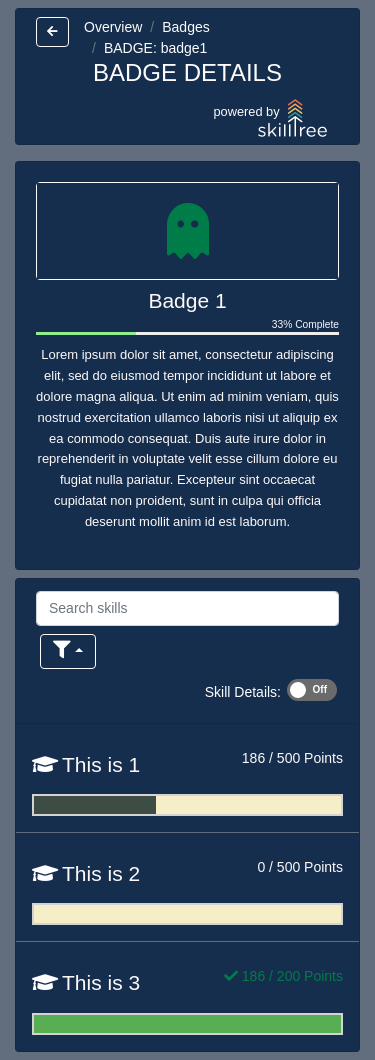 Overview / Badges
/ BADGE: badge1
BADGE DETAILS
powered by
skilltree
Badge 1
33% Complete
Lorem ipsum dolor sit amet, consectetur adipiscing
elit, sed do eiusmod tempor incididunt ut labore et
dolore magna aliqua. Ut enim ad minim veniam, quis
nostrud exercitation ullamco laboris nisi ut aliquip ex
ea commodo consequat. Duis aute irure dolor in
reprehenderit in voluptate velit esse cillum dolore eu
fugiat nulla pariatur. Excepteur sint occaecat
cupidatat non proident, sunt in culpa qui officia
deserunt mollit anim id est laborum.
Search skills
Skill Details: Off
This is 1 186 / 500 Points
This is 2 0 / 500 Points
This is 3 186 / 200 Points